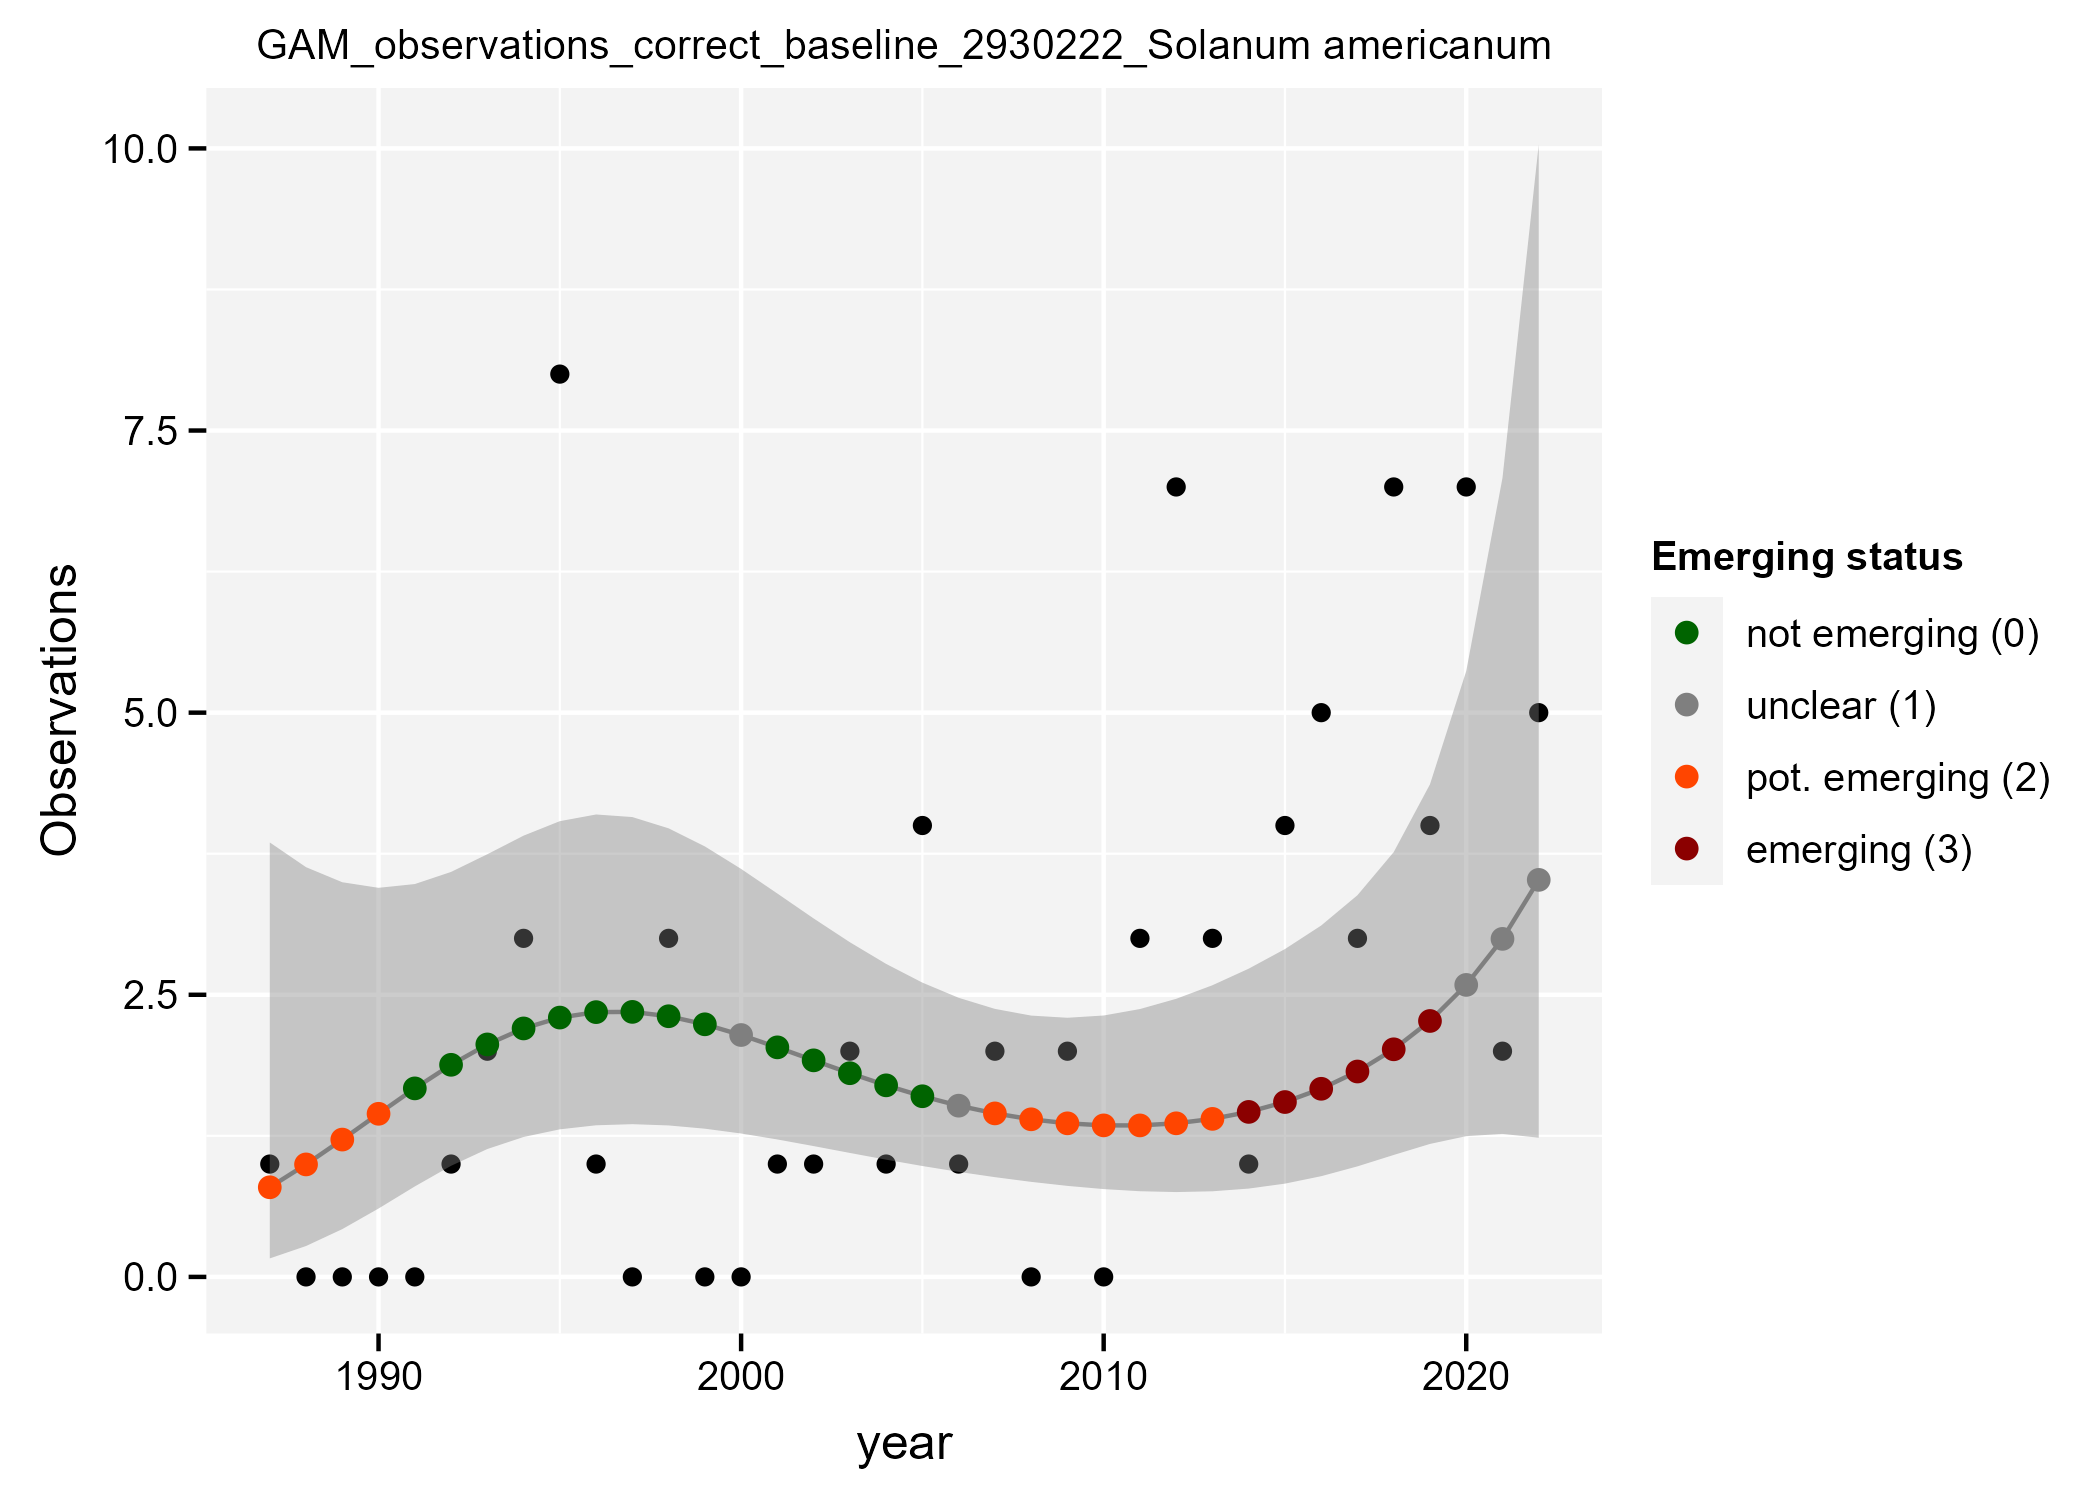 GAM_observations_correct_baseline_2930222_Solanum americanum
10.0
7.5
5.0
2.5
0.0
Observations
1990
2000
2010
2020
year
Emerging status
not emerging (0)
unclear (1)
pot. emerging (2)
emerging (3)